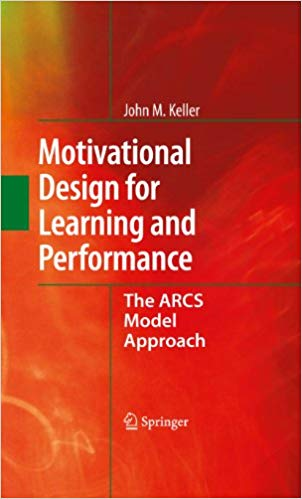 John M. Keller
Motivational
Design for
Learning and
Performance
The ARCS
Model
Approach
Springer